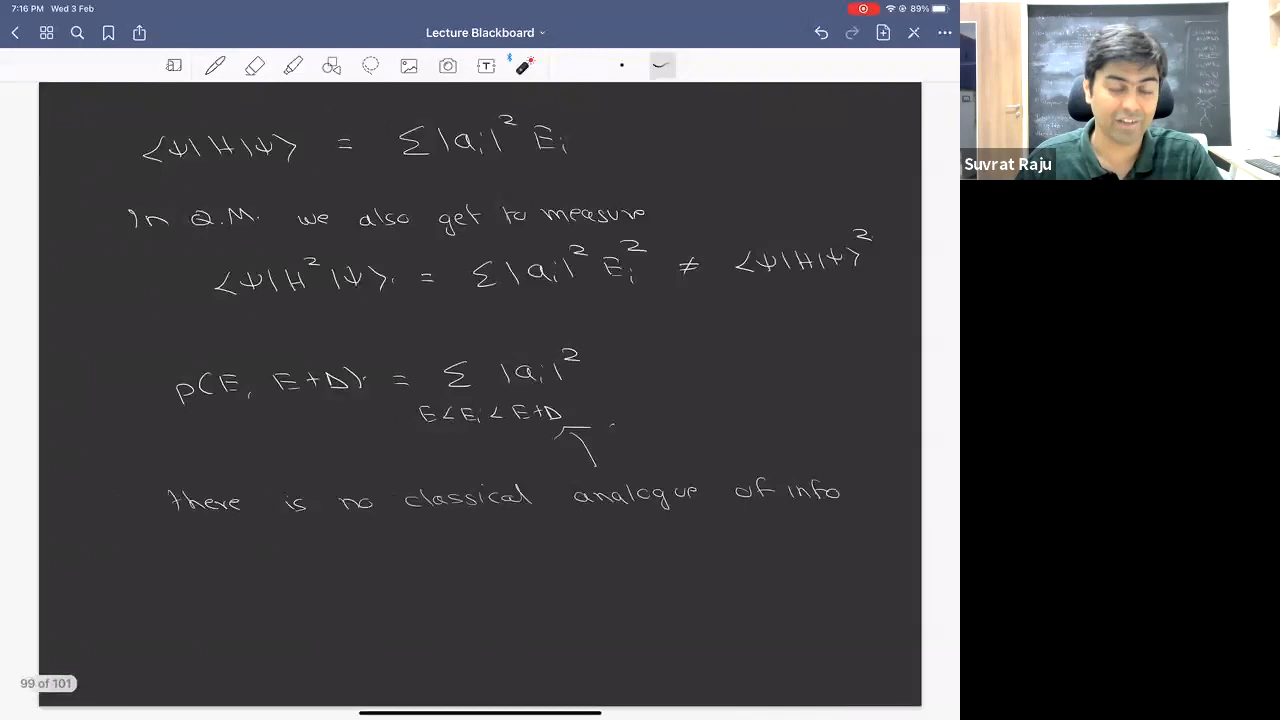 7:16 PM Wed 3 Feb
89%
Lecture Blackboard
<ψ|H|ψ> = Σ|aᵢ|² Eᵢ
In Q.M. we also get to measure
<ψ|H²|ψ> = Σ|aᵢ|² Eᵢ² ≠ <ψ|H|ψ>²
p(E, E+Δ) = Σ |aᵢ|²
E < Eᵢ < E+Δ
there is no classical analogue of info
99 of 101
Suvrat Raju